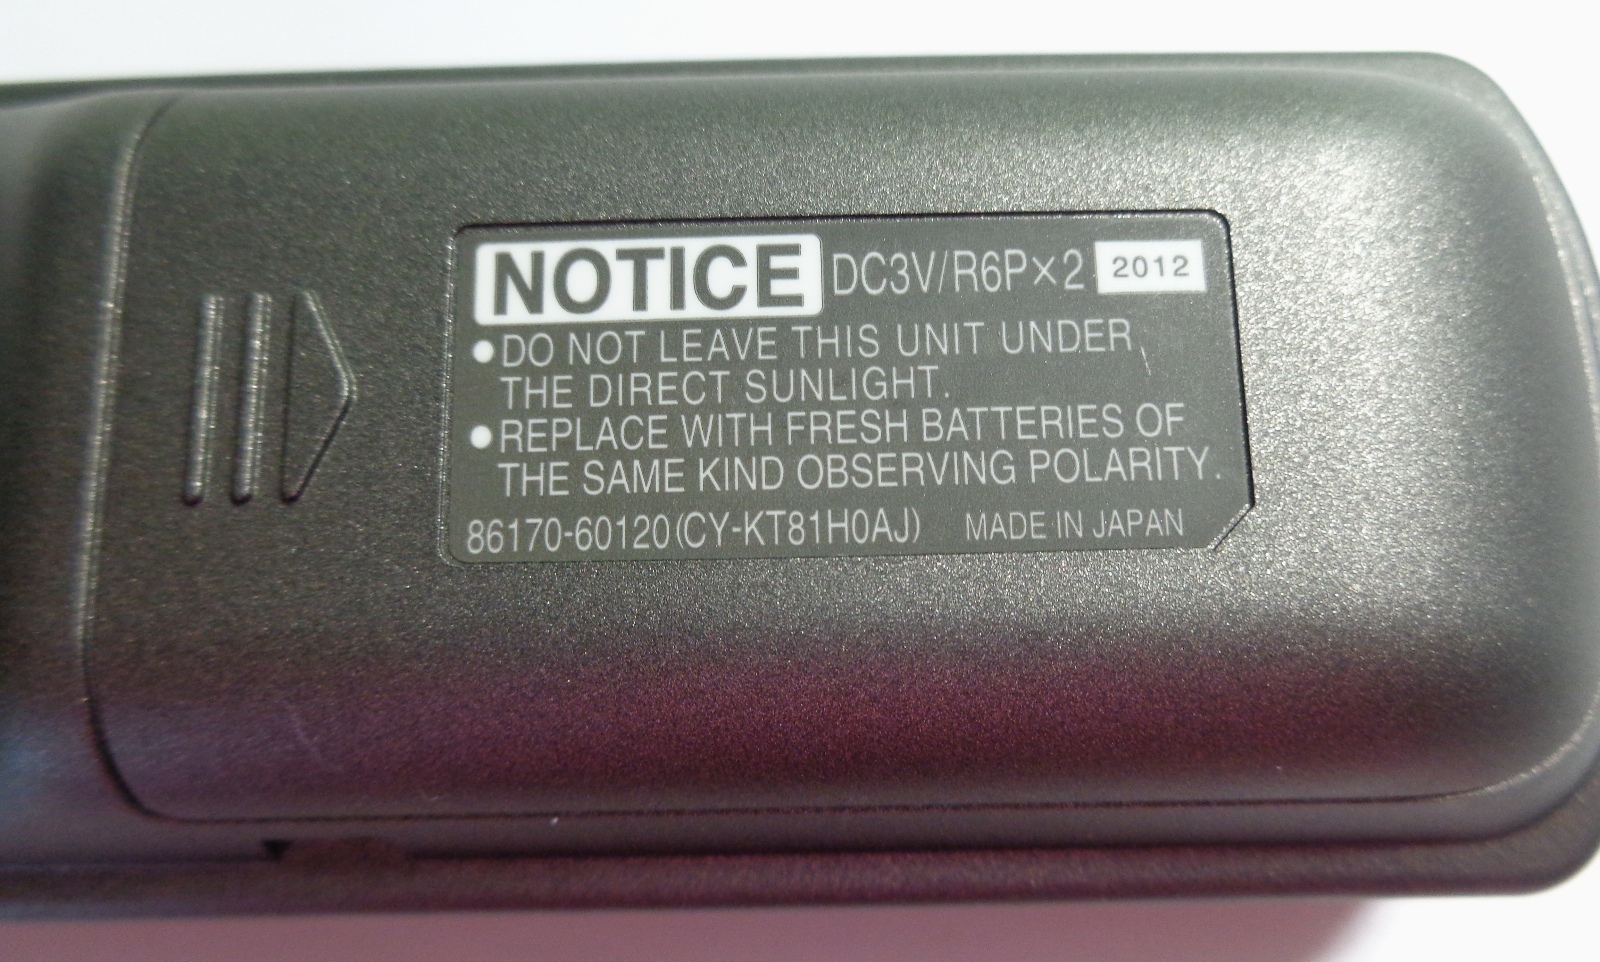 NOTICE DC3V/R6P×2 2012
•DO NOT LEAVE THIS UNIT UNDER
THE DIRECT SUNLIGHT.
•REPLACE WITH FRESH BATTERIES OF
THE SAME KIND OBSERVING POLARITY.
86170-60120(CY-KT81H0AJ) MADE IN JAPAN